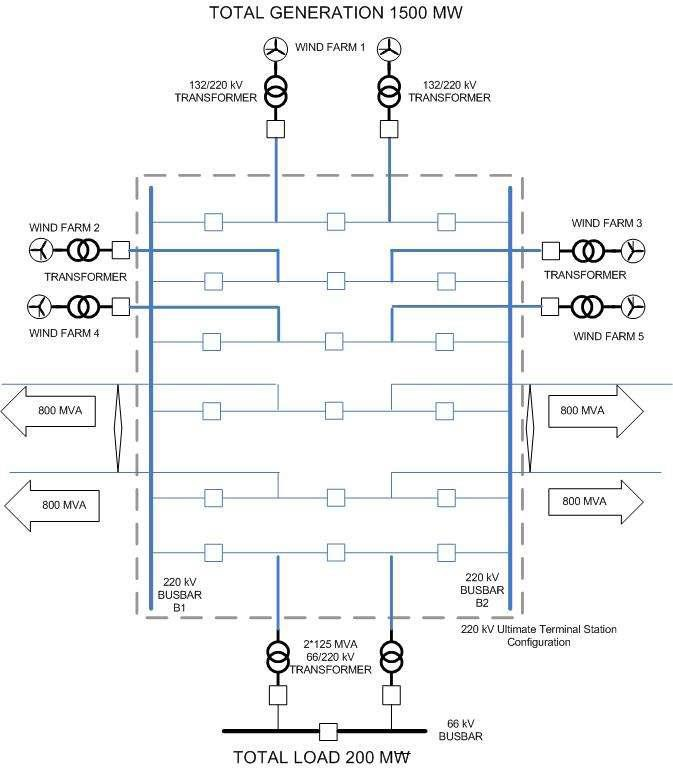 TOTAL GENERATION 1500 MW
WIND FARM 1
132/220 kV
TRANSFORMER
132/220 kV
TRANSFORMER
WIND FARM 2
TRANSFORMER
WIND FARM 3
TRANSFORMER
WIND FARM 4
WIND FARM 5
800 MVA
800 MVA
800 MVA
800 MVA
220 kV
BUSBAR
B1
220 kV
BUSBAR
B2
220 kV Ultimate Terminal Station
Configuration
2*125 MVA
66/220 kV
TRANSFORMER
66 kV
BUSBAR
TOTAL LOAD 200 MW